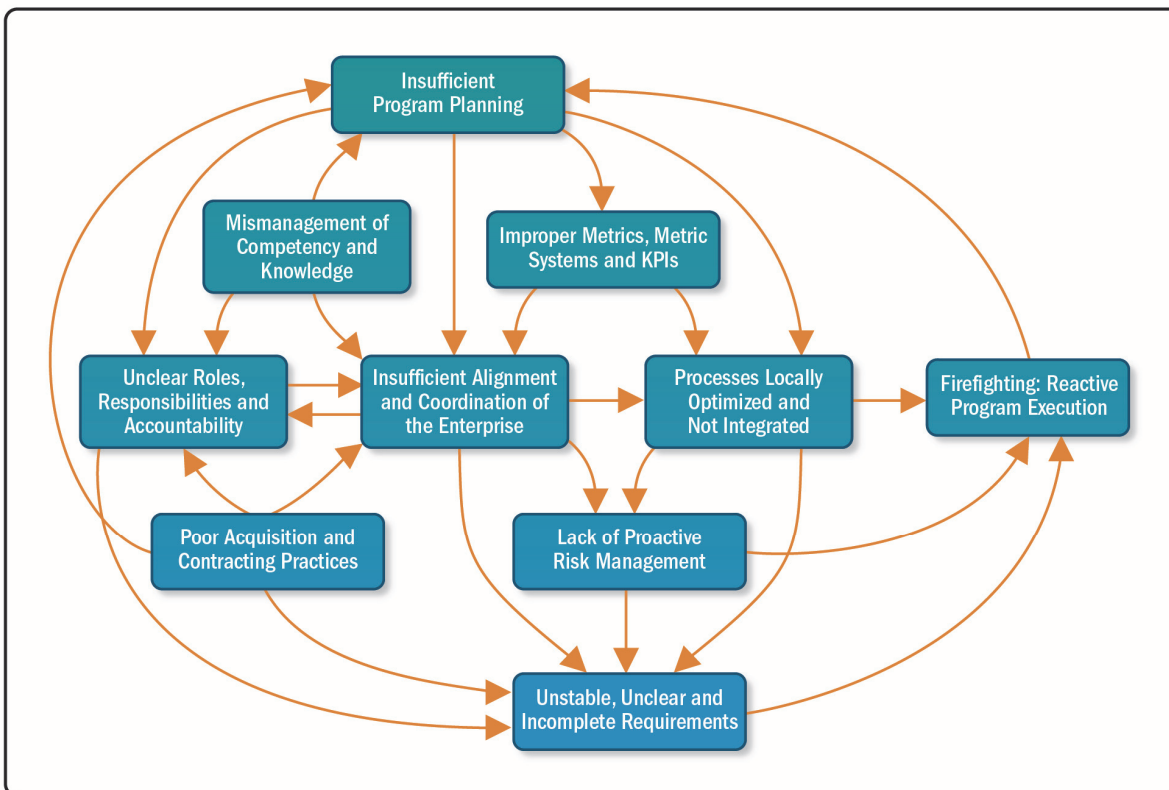 Insufficient
Program Planning
Mismanagement of
Competency and
Knowledge
Improper Metrics, Metric
Systems and KPIs
Unclear Roles,
Responsibilities and
Accountability
Insufficient Alignment
and Coordination of
the Enterprise
Processes Locally
Optimized and
Not Integrated
Firefighting: Reactive
Program Execution
Poor Acquisition and
Contracting Practices
Lack of Proactive
Risk Management
Unstable, Unclear and
Incomplete Requirements